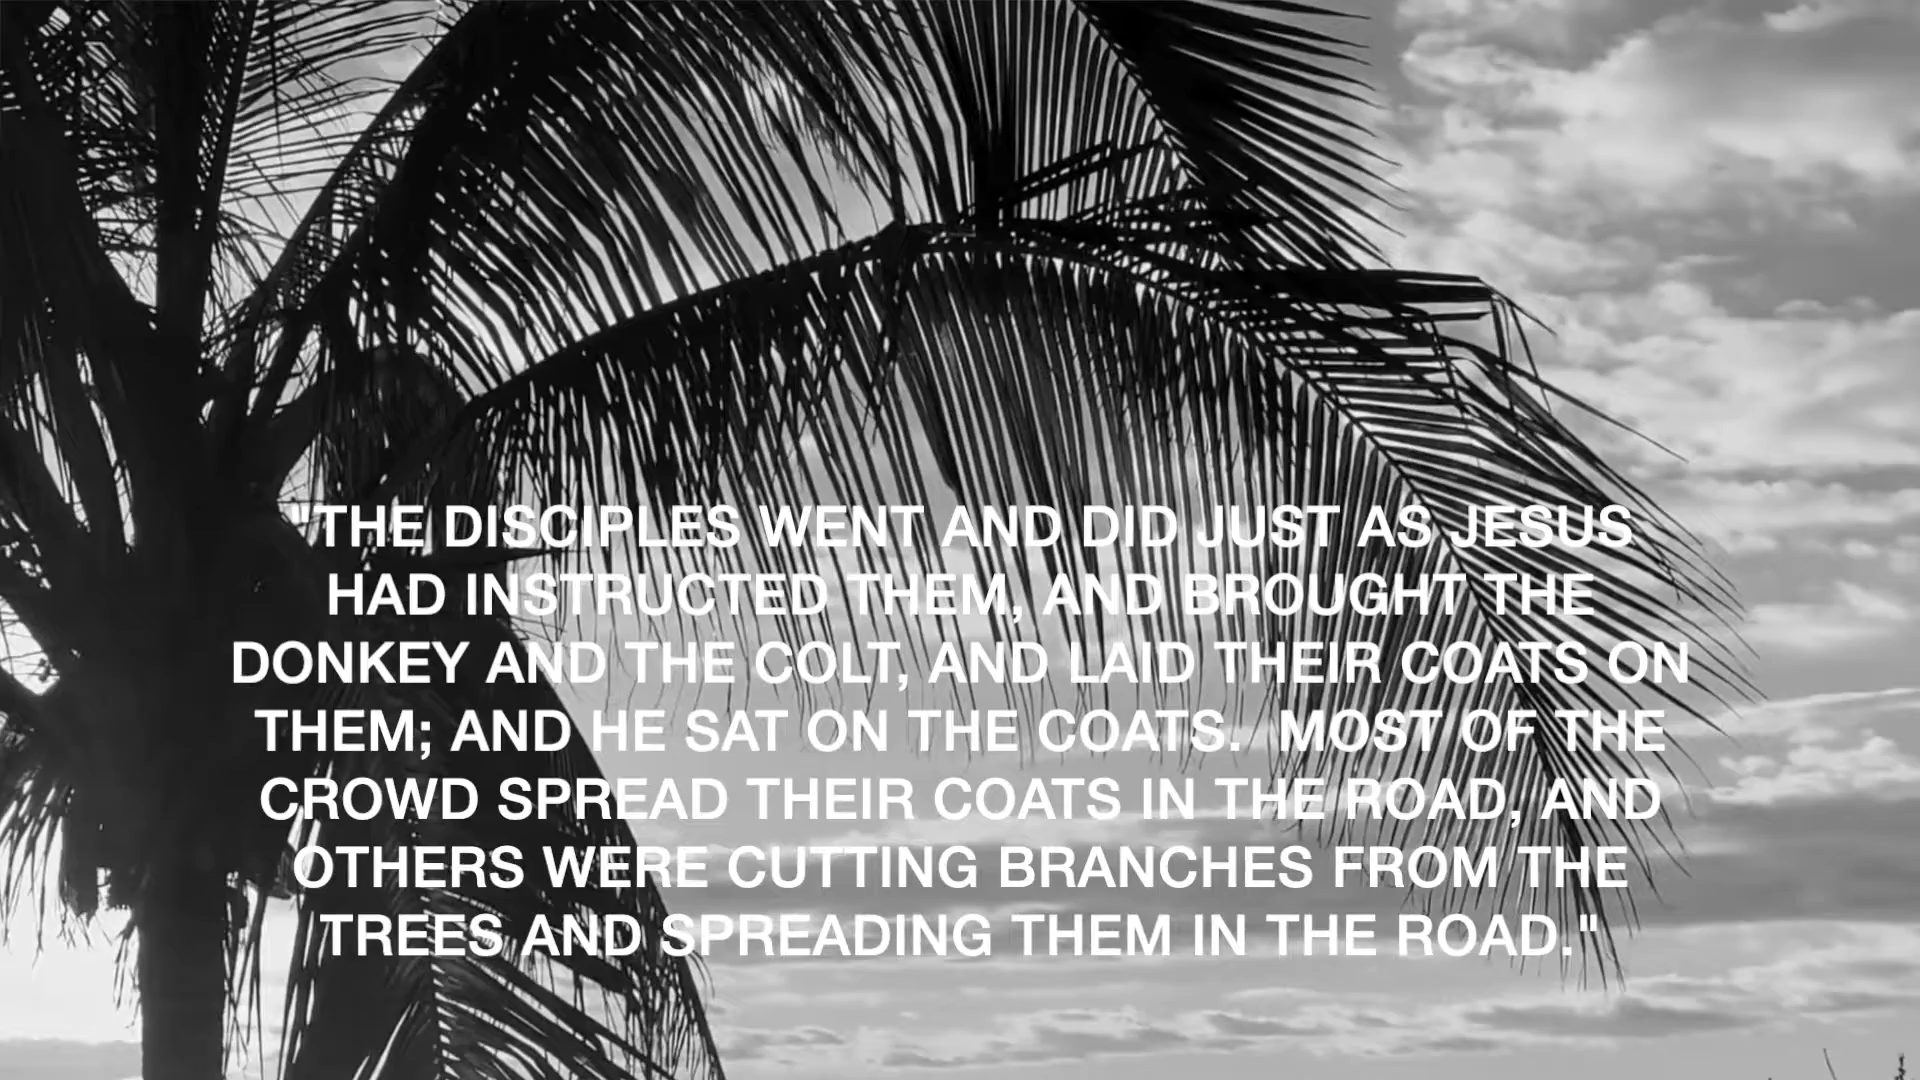 "THE DISCIPLES WENT AND DID JUST AS JESUS
HAD INSTRUCTED THEM, AND BROUGHT THE
DONKEY AND THE COLT, AND LAID THEIR COATS ON
THEM; AND HE SAT ON THE COATS.  MOST OF THE
CROWD SPREAD THEIR COATS IN THE ROAD, AND
OTHERS WERE CUTTING BRANCHES FROM THE
TREES AND SPREADING THEM IN THE ROAD."